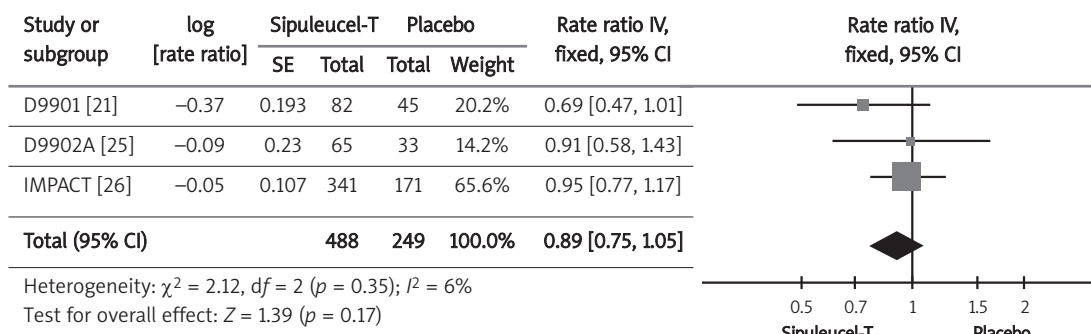 Study or subgroup log [rate ratio] Sipuleucel-T Placebo Rate ratio IV, fixed, 95% CI Rate ratio IV, fixed, 95% CI
SE Total Total Weight
D9901 [21] –0.37 0.193 82 45 20.2% 0.69 [0.47, 1.01]
D9902A [25] –0.09 0.23 65 33 14.2% 0.91 [0.58, 1.43]
IMPACT [26] –0.05 0.107 341 171 65.6% 0.95 [0.77, 1.17]
Total (95% CI) 488 249 100.0% 0.89 [0.75, 1.05]
Heterogeneity: χ2 = 2.12, df = 2 (p = 0.35); I2 = 6%
Test for overall effect: Z = 1.39 (p = 0.17)
0.5 0.7 1 1.5 2
Sipuleucel-T Placebo